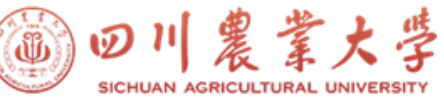 四川農業大學
SICHUAN AGRICULTURAL UNIVERSITY